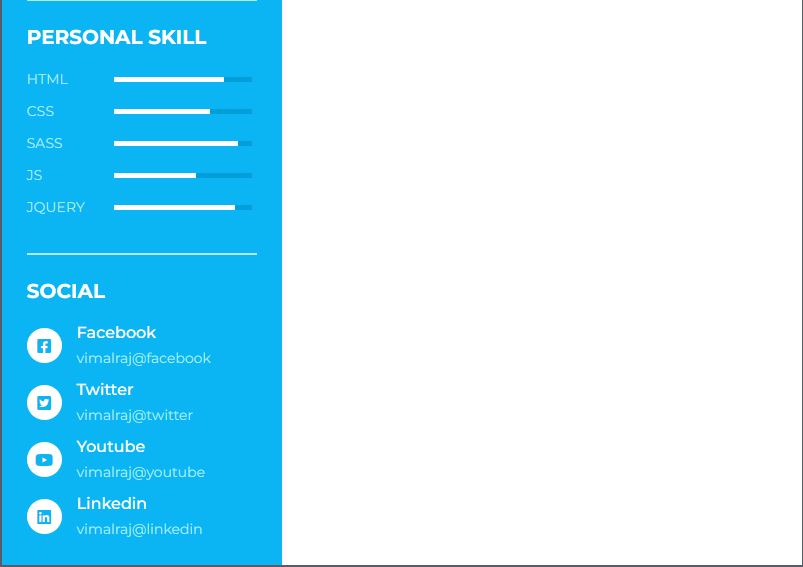 PERSONAL SKILL
HTML
CSS
SASS
JS
JQUERY
SOCIAL
Facebook
vimalraj@facebook
Twitter
vimalraj@twitter
Youtube
vimalraj@youtube
Linkedin
vimalraj@linkedin